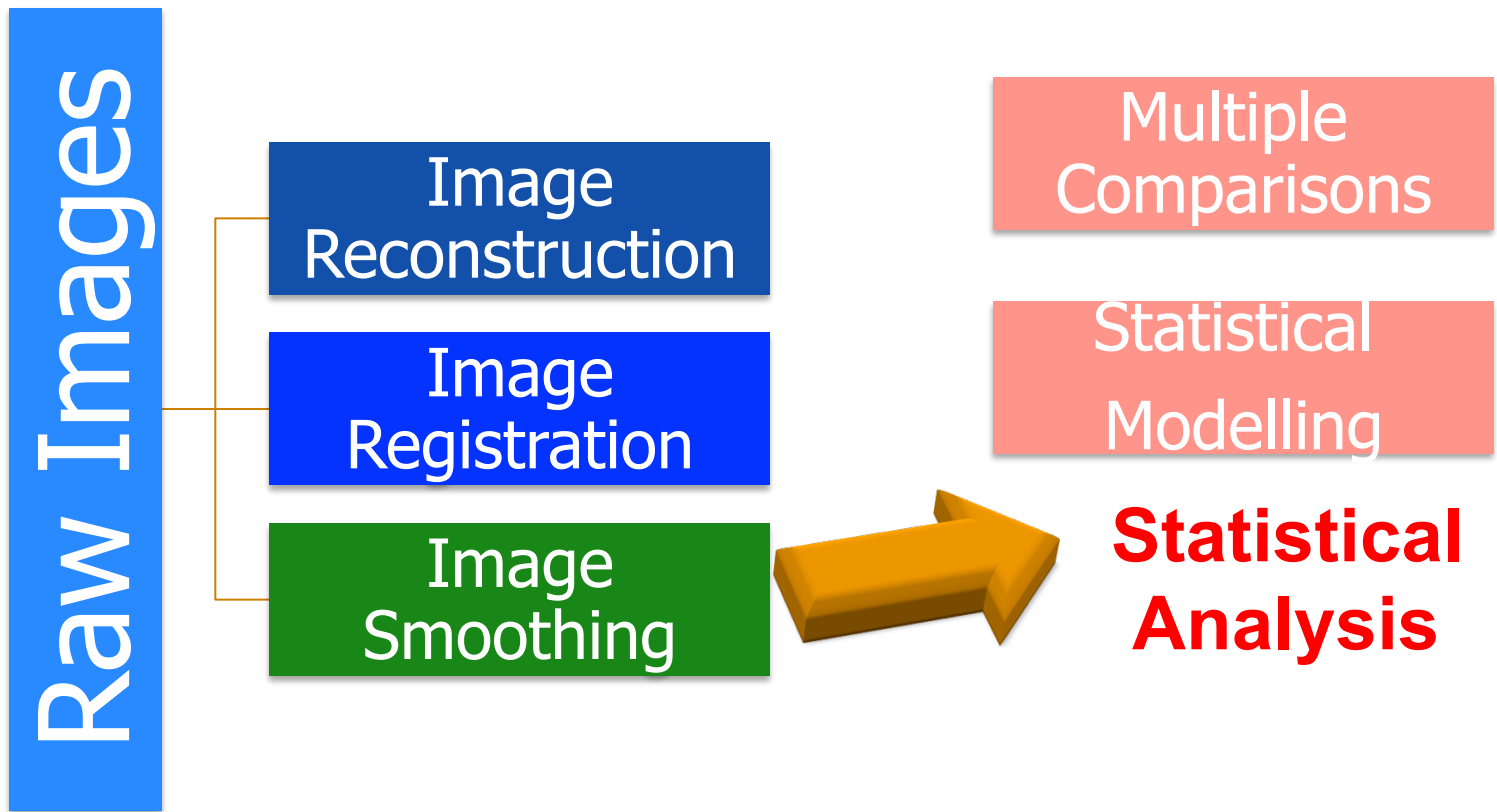 Raw Images
Image
Reconstruction
Image
Registration
Image
Smoothing
Multiple
Comparisons
Statistical
Modelling
Statistical
Analysis